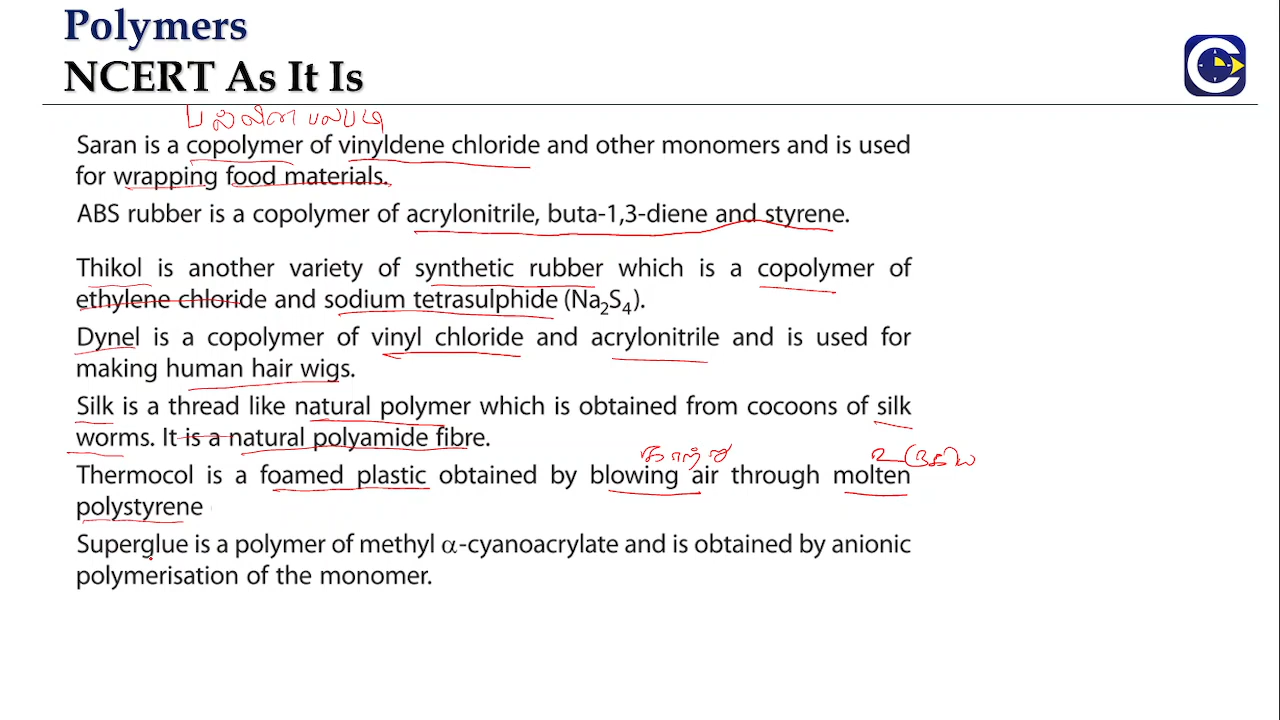 Polymers
NCERT As It Is
பல்லின பலபடி
Saran is a copolymer of vinyldene chloride and other monomers and is used
for wrapping food materials.
ABS rubber is a copolymer of acrylonitrile, buta-1,3-diene and styrene.
Thikol is another variety of synthetic rubber which is a copolymer of
ethylene chloride and sodium tetrasulphide (Na₂S₄).
Dynel is a copolymer of vinyl chloride and acrylonitrile and is used for
making human hair wigs.
Silk is a thread like natural polymer which is obtained from cocoons of silk
worms. It is a natural polyamide fibre.
காற்று உருகிய
Thermocol is a foamed plastic obtained by blowing air through molten
polystyrene
Superglue is a polymer of methyl α-cyanoacrylate and is obtained by anionic
polymerisation of the monomer.